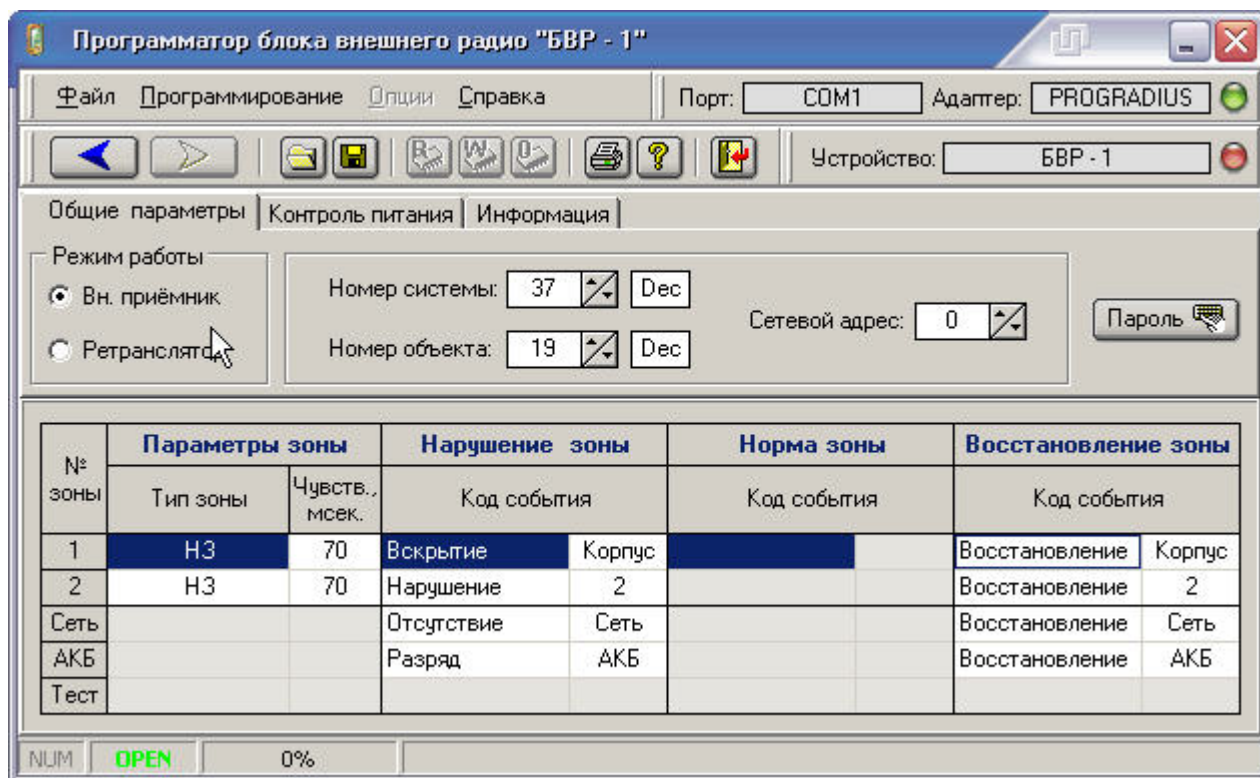 Программатор блока внешнего радио "БВР - 1"
Файл Программирование Опции Справка Порт: COM1 Адаптер: PROGRADIUS
R W 0 ? Устройство: БВР - 1
Общие параметры Контроль питания Информация
Режим работы
Вн. приёмник Номер системы: 37 Dec
Сетевой адрес: 0 Пароль
Ретранслято Номер объекта: 19 Dec
№ зоны Параметры зоны Нарушение зоны Норма зоны Восстановление зоны
Тип зоны Чувств., мсек. Код события Код события Код события
1 НЗ 70 Вскрытие Корпус Восстановление Корпус
2 НЗ 70 Нарушение 2 Восстановление 2
Сеть Отсутствие Сеть Восстановление Сеть
АКБ Разряд АКБ Восстановление АКБ
Тест
NUM OPEN 0%